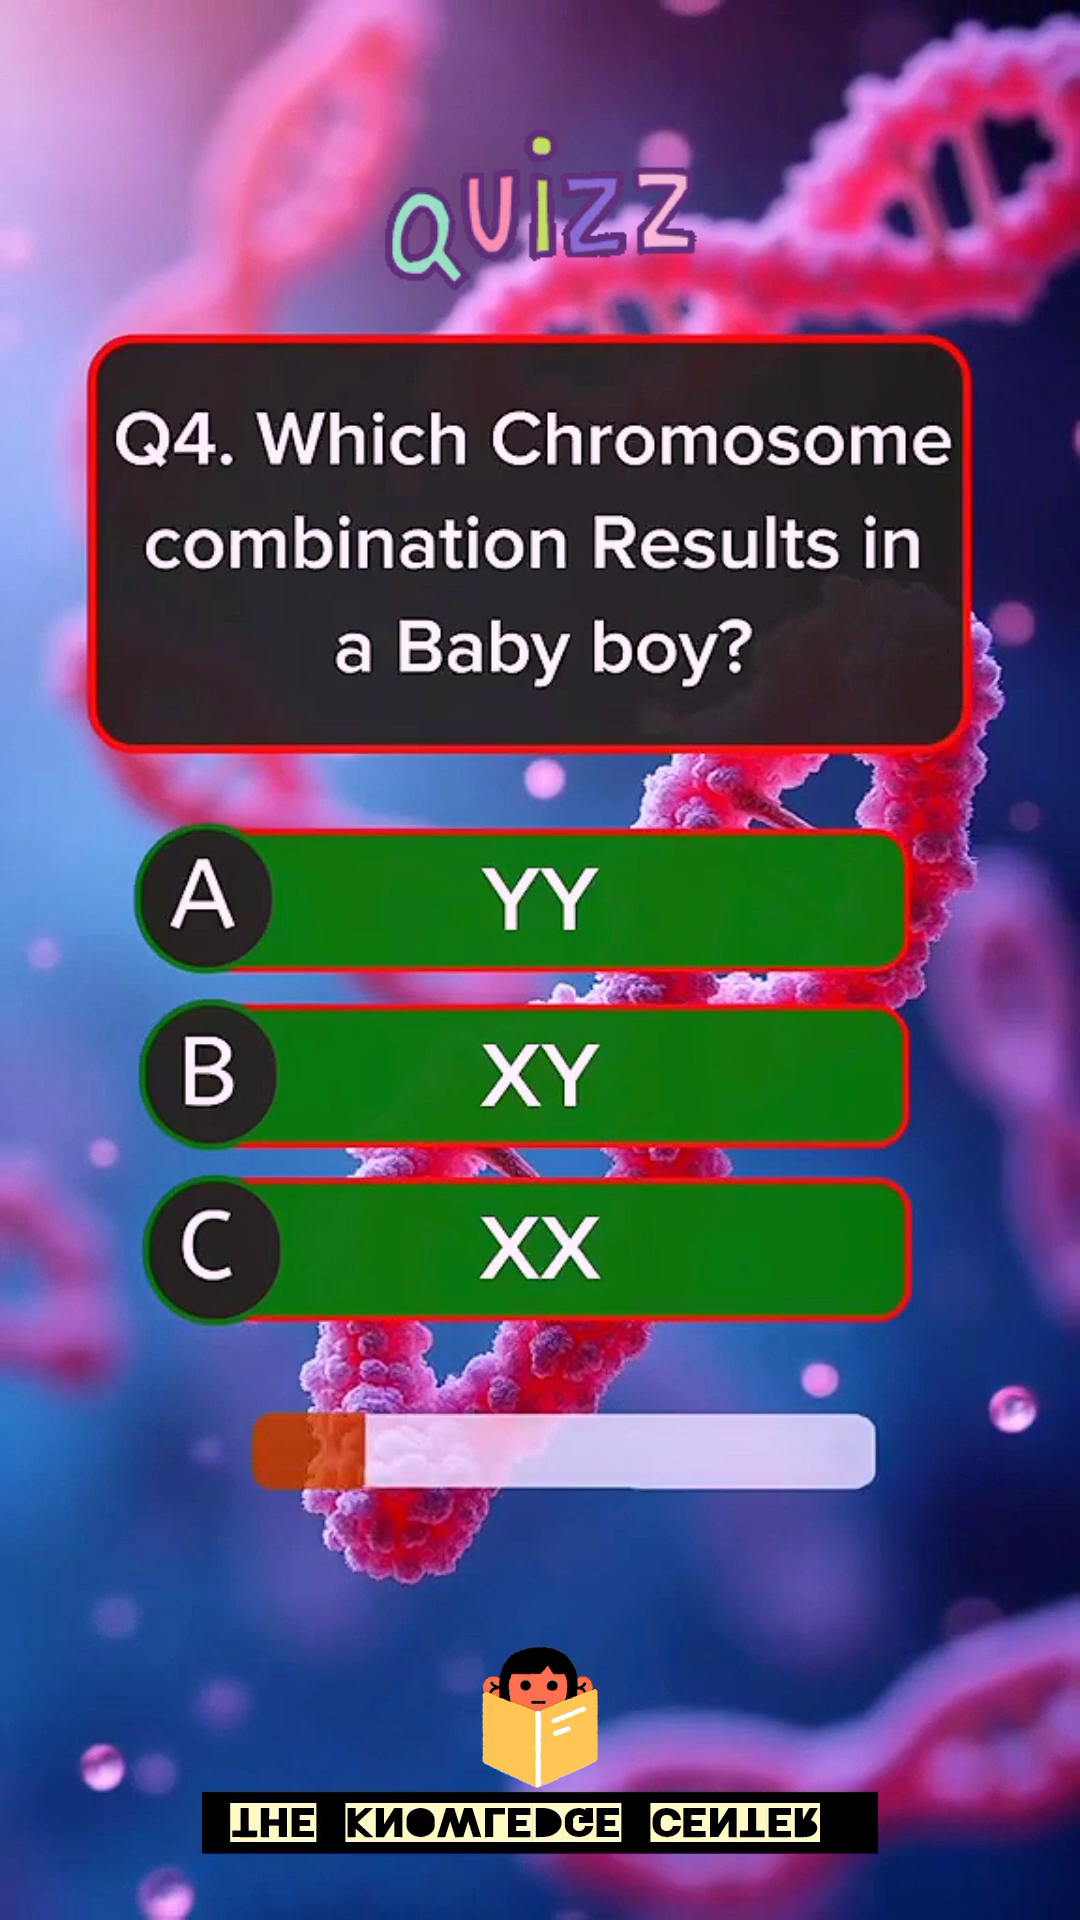 QUiZZ
Q4. Which Chromosome
combination Results in
a Baby boy?
A YY
B XY
C XX
THE KNOWLEDGE CENTER